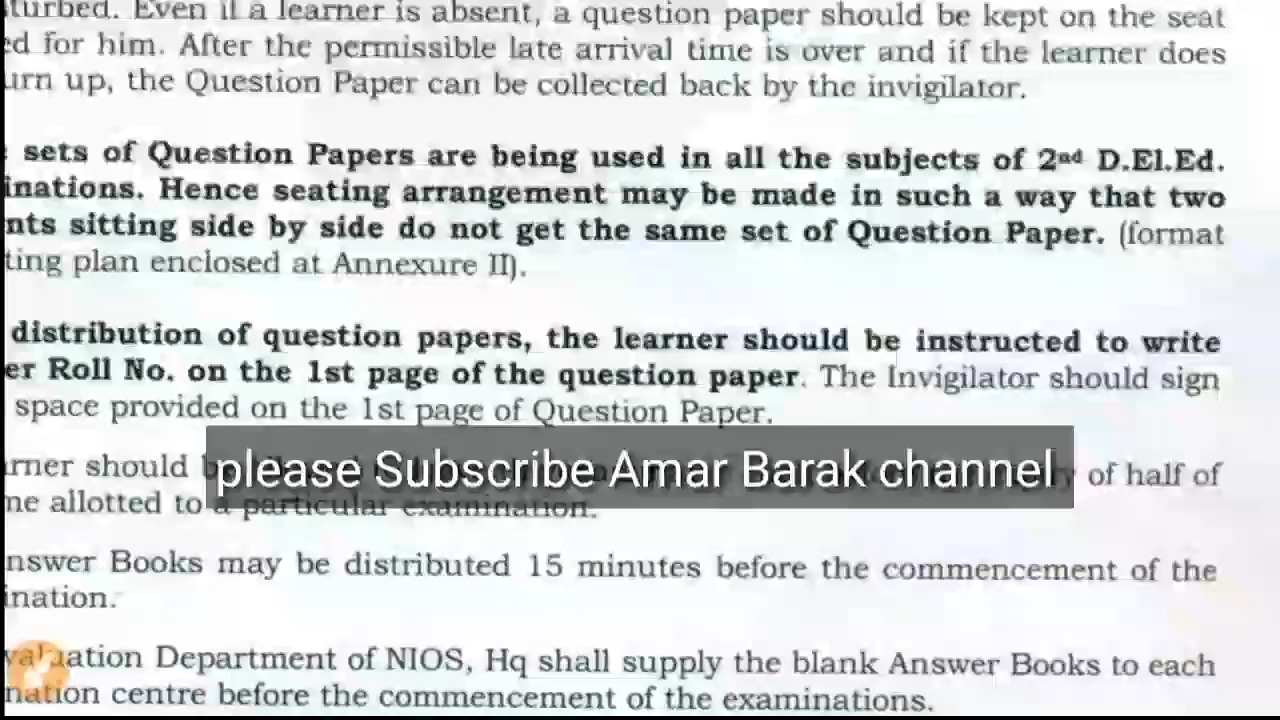 turbed. Even if a learner is absent, a question paper should be kept on the seat
ed for him. After the permissible late arrival time is over and if the learner does
urn up, the Question Paper can be collected back by the invigilator.
sets of Question Papers are being used in all the subjects of 2nd D.El.Ed.
inations. Hence seating arrangement may be made in such a way that two
nts sitting side by side do not get the same set of Question Paper. (format
ting plan enclosed at Annexure II).
distribution of question papers, the learner should be instructed to write
er Roll No. on the 1st page of the question paper. The Invigilator should sign
space provided on the 1st page of Question Paper.
rner should of half of
please Subscribe Amar Barak channel
ne allotted to a particular examination.
nswer Books may be distributed 15 minutes before the commencement of the
ination.
valuation Department of NIOS, Hq shall supply the blank Answer Books to each
nation centre before the commencement of the examinations.